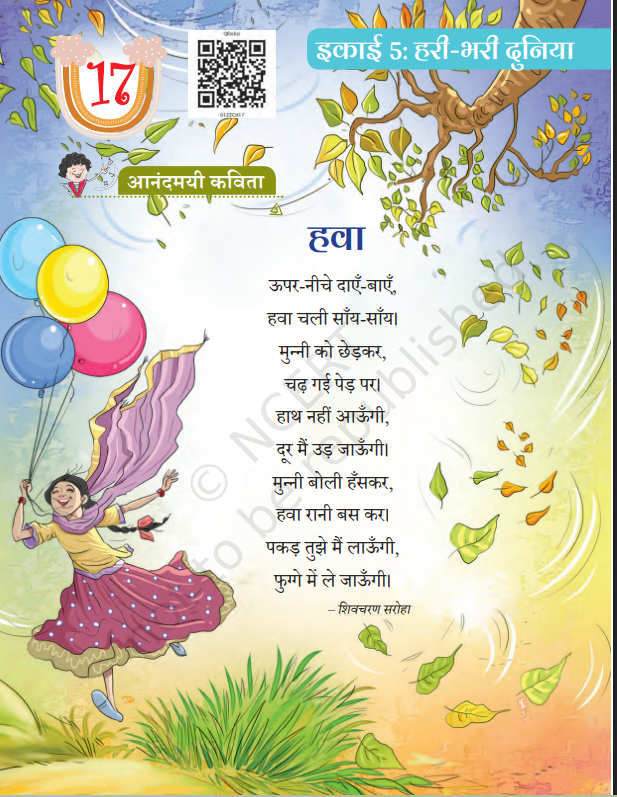 इकाई 5: हरी-भरी दुनिया
17
0122CH17
आनंदमयी कविता
हवा
ऊपर-नीचे दाएँ-बाएँ,
हवा चली साँय-साँय।
मुन्नी को छेड़कर,
चढ़ गई पेड़ पर।
हाथ नहीं आऊँगी,
दूर मैं उड़ जाऊँगी।
मुन्नी बोली हँसकर,
हवा रानी बस कर।
पकड़ तुझे मैं लाऊँगी,
फुग्गे में ले जाऊँगी।
– शिवचरण सरोहा
© NCERT
to be republished